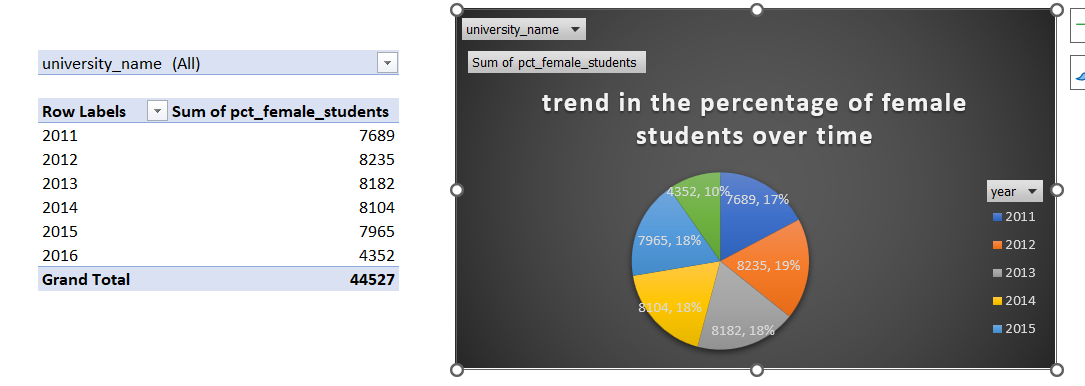 university_name (All)
Row Labels Sum of pct_female_students
2011 7689
2012 8235
2013 8182
2014 8104
2015 7965
2016 4352
Grand Total 44527
university_name
Sum of pct_female_students
trend in the percentage of female
students over time
4352, 10%
7689, 17%
7965, 18%
8235, 19%
8104, 18%
8182, 18%
year
2011
2012
2013
2014
2015